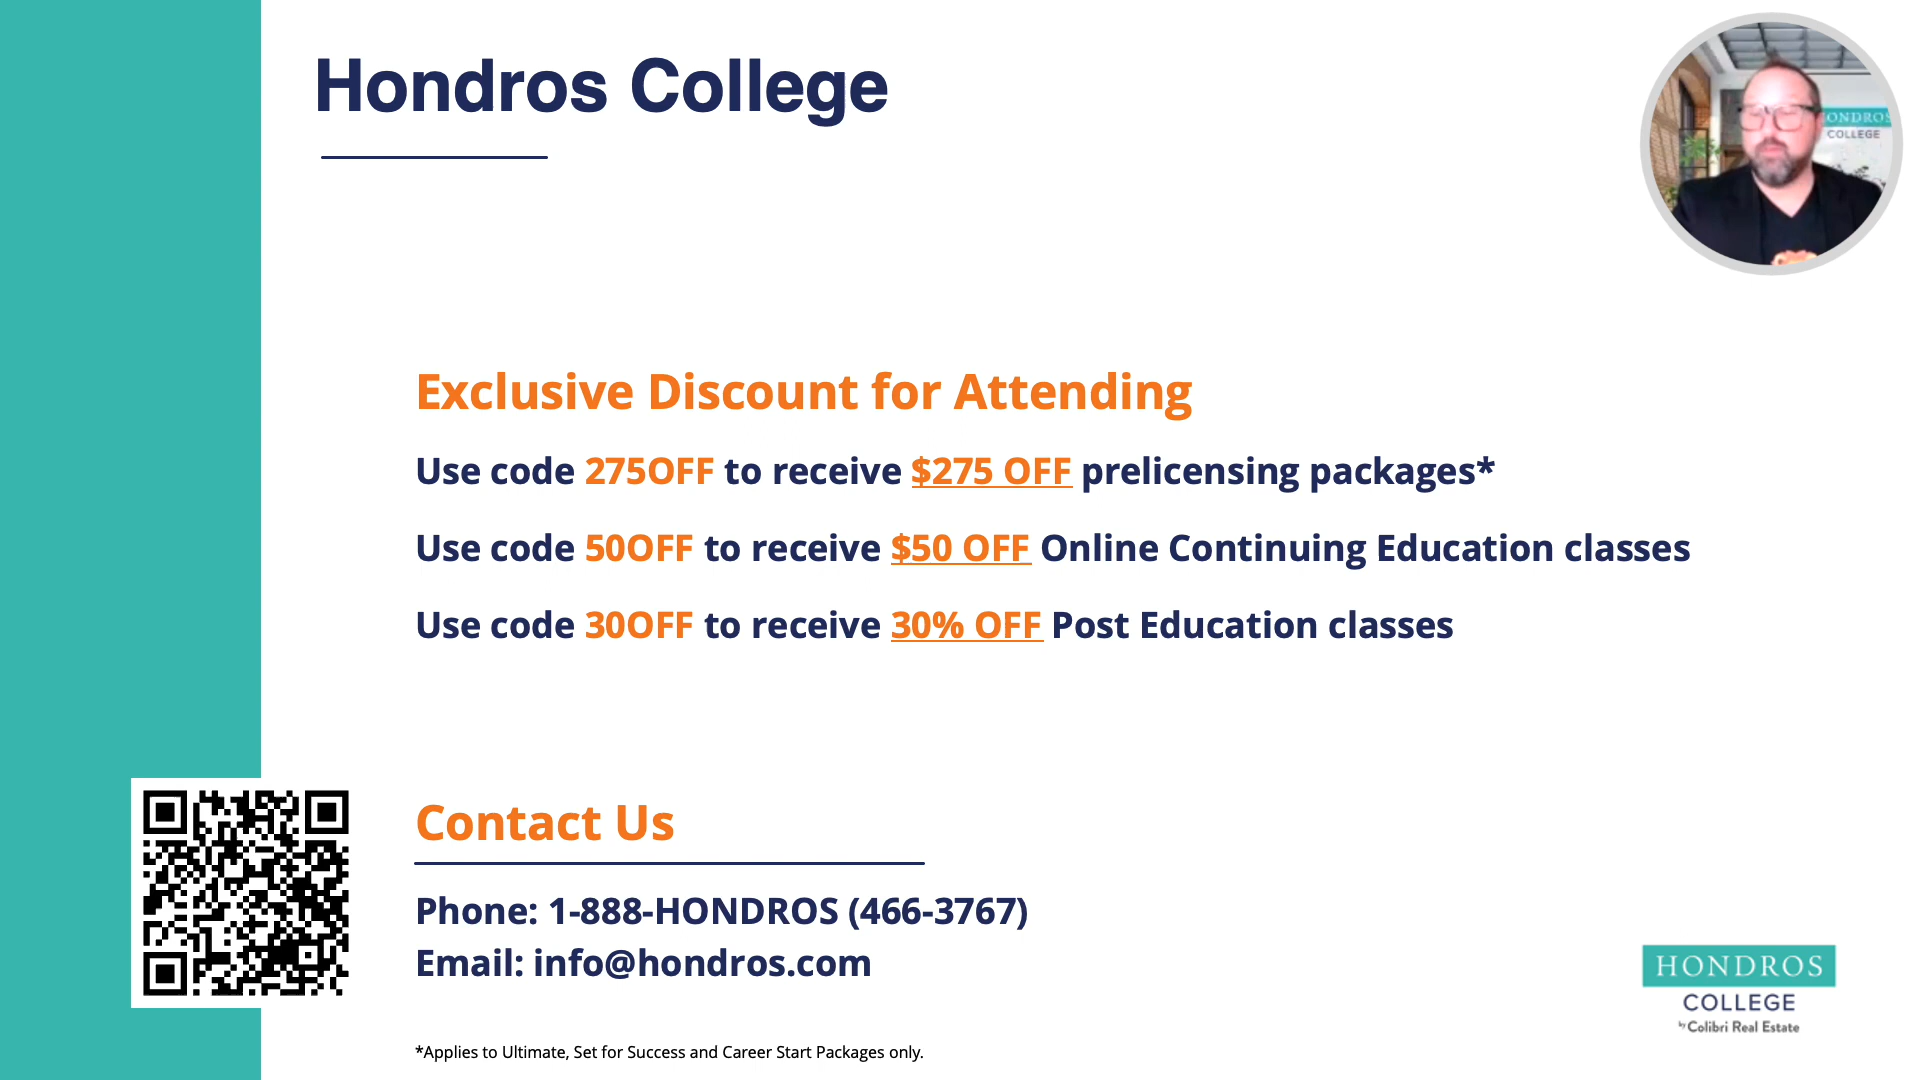 Hondros College
ONDROS
COLLEGE
Exclusive Discount for Attending
Use code 275OFF to receive $275 OFF prelicensing packages*
Use code 50OFF to receive $50 OFF Online Continuing Education classes
Use code 30OFF to receive 30% OFF Post Education classes
Contact Us
Phone: 1-888-HONDROS (466-3767)
Email: info@hondros.com
HONDROS
COLLEGE
by Colibri Real Estate
*Applies to Ultimate, Set for Success and Career Start Packages only.